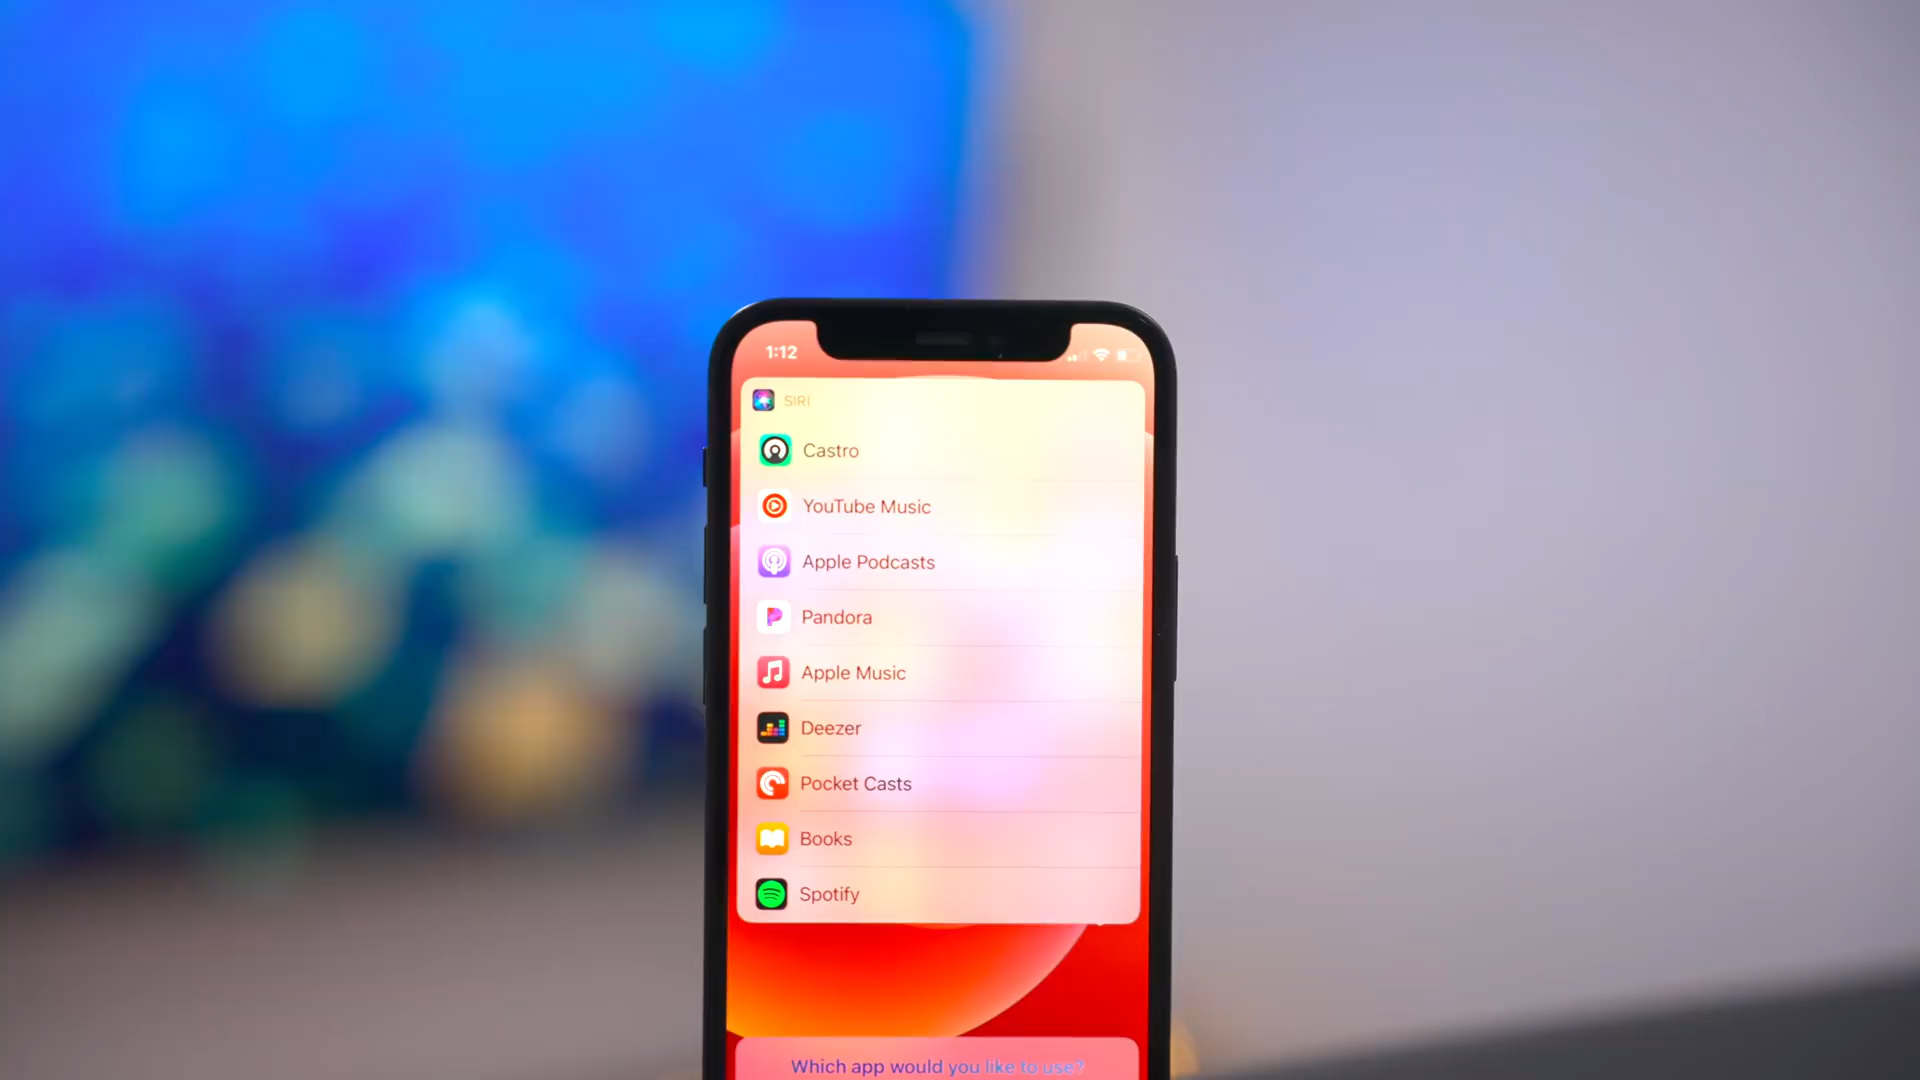 1:12
SIRI
Castro
YouTube Music
Apple Podcasts
Pandora
Apple Music
Deezer
Pocket Casts
Books
Spotify
Which app would you like to use?